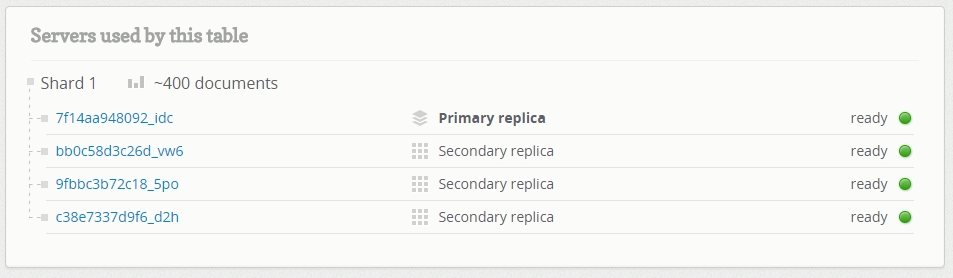 Servers used by this table
Shard 1 ~400 documents
7f14aa948092_idc Primary replica ready
bb0c58d3c26d_vw6 Secondary replica ready
9fbbc3b72c18_5po Secondary replica ready
c38e7337d9f6_d2h Secondary replica ready